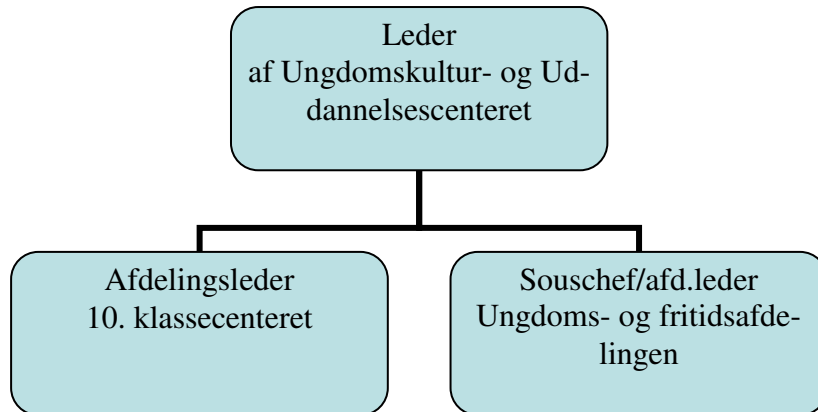 Leder
af Ungdomskultur- og Ud-
dannelsescenteret
Afdelingsleder
10. klassecenteret
Souschef/afd.leder
Ungdoms- og fritidsafde-
lingen